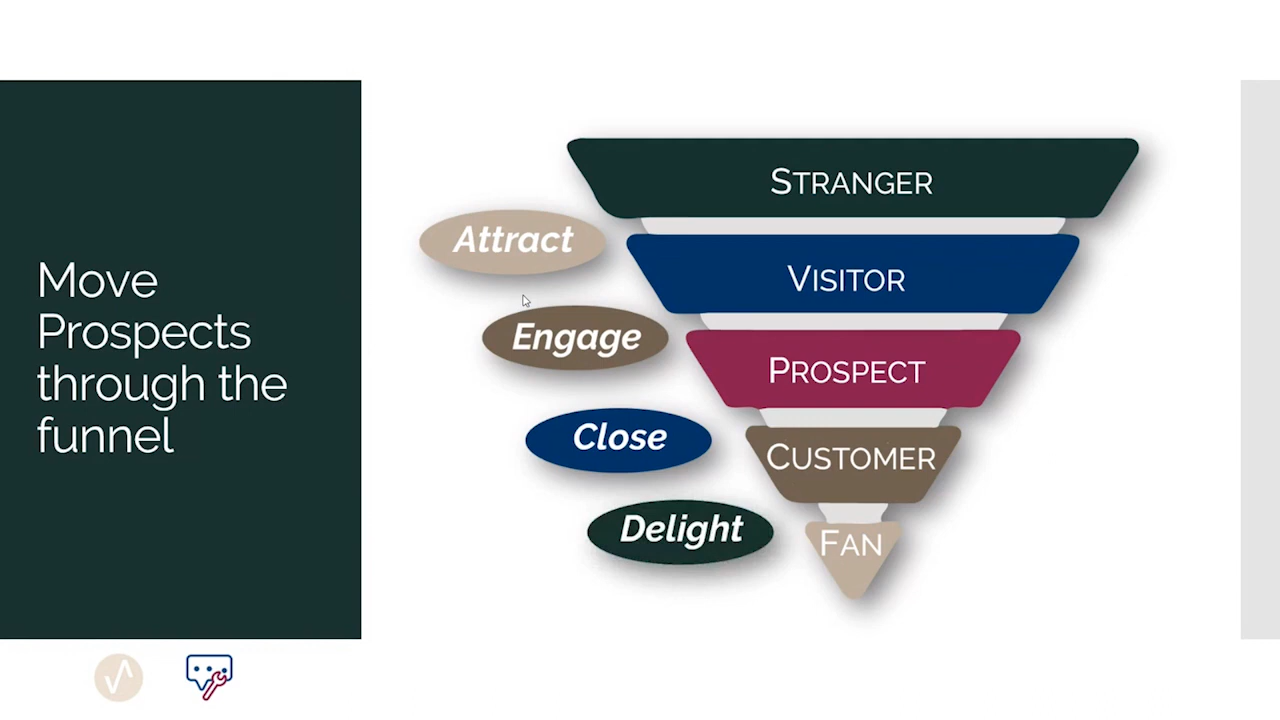 Move
Prospects
through the
funnel
STRANGER
Attract
VISITOR
Engage
PROSPECT
Close
CUSTOMER
Delight
FAN